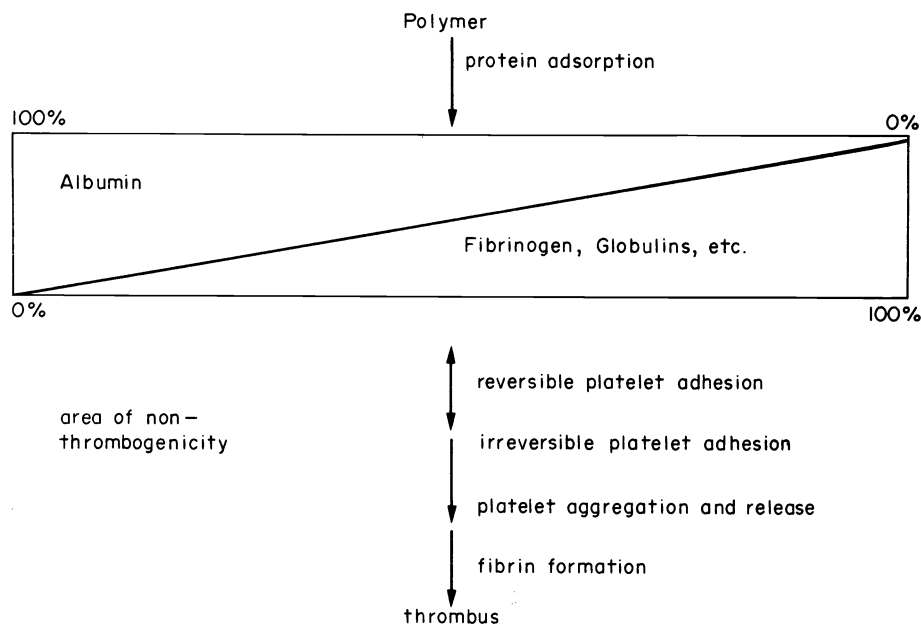 Polymer
protein adsorption
100%
0%
Albumin
Fibrinogen, Globulins, etc.
0%
100%
reversible platelet adhesion
area of non-
thrombogenicity
irreversible platelet adhesion
platelet aggregation and release
fibrin formation
thrombus